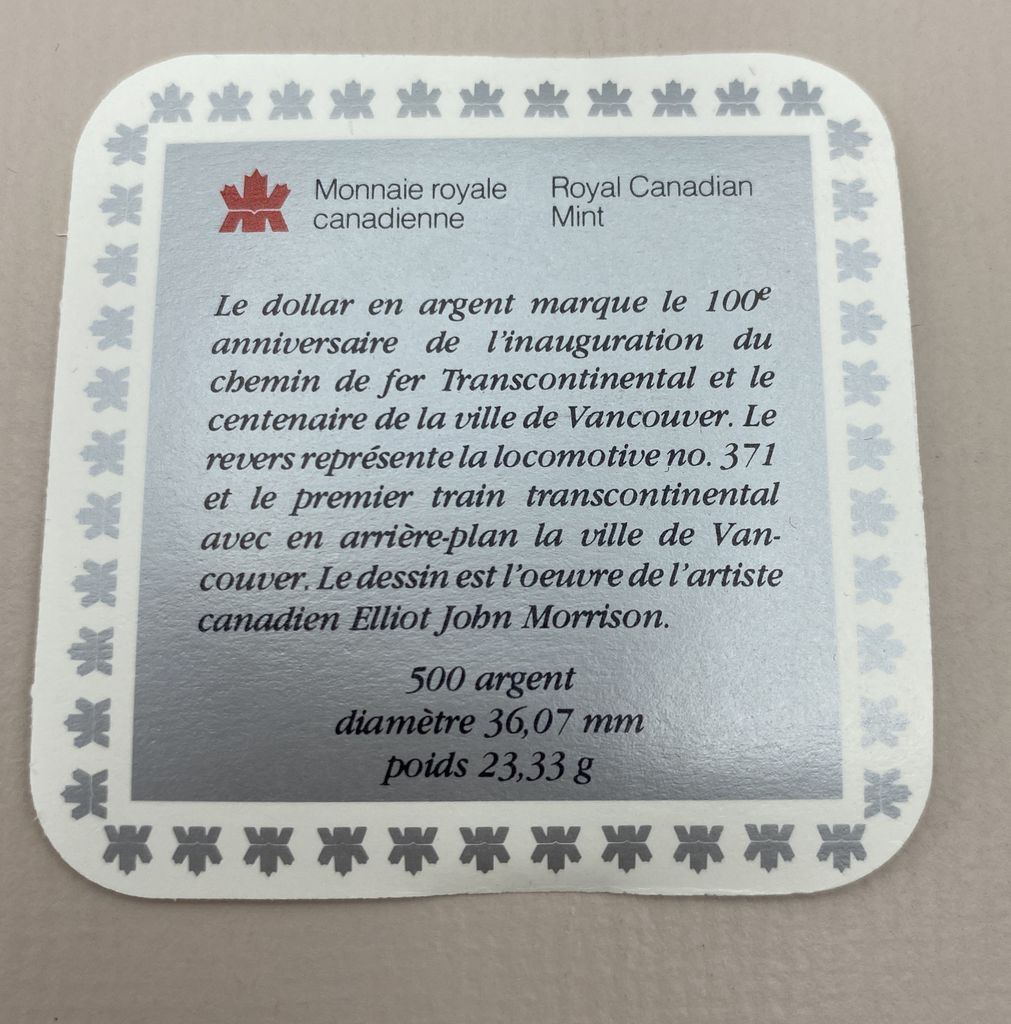 Monnaie royale
canadienne
Royal Canadian
Mint
Le dollar en argent marque le 100e
anniversaire de l'inauguration du
chemin de fer Transcontinental et le
centenaire de la ville de Vancouver. Le
revers représente la locomotive no. 371
et le premier train transcontinental
avec en arrière-plan la ville de Van-
couver. Le dessin est l'oeuvre de l'artiste
canadien Elliot John Morrison.
500 argent
diamètre 36,07 mm
poids 23,33 g